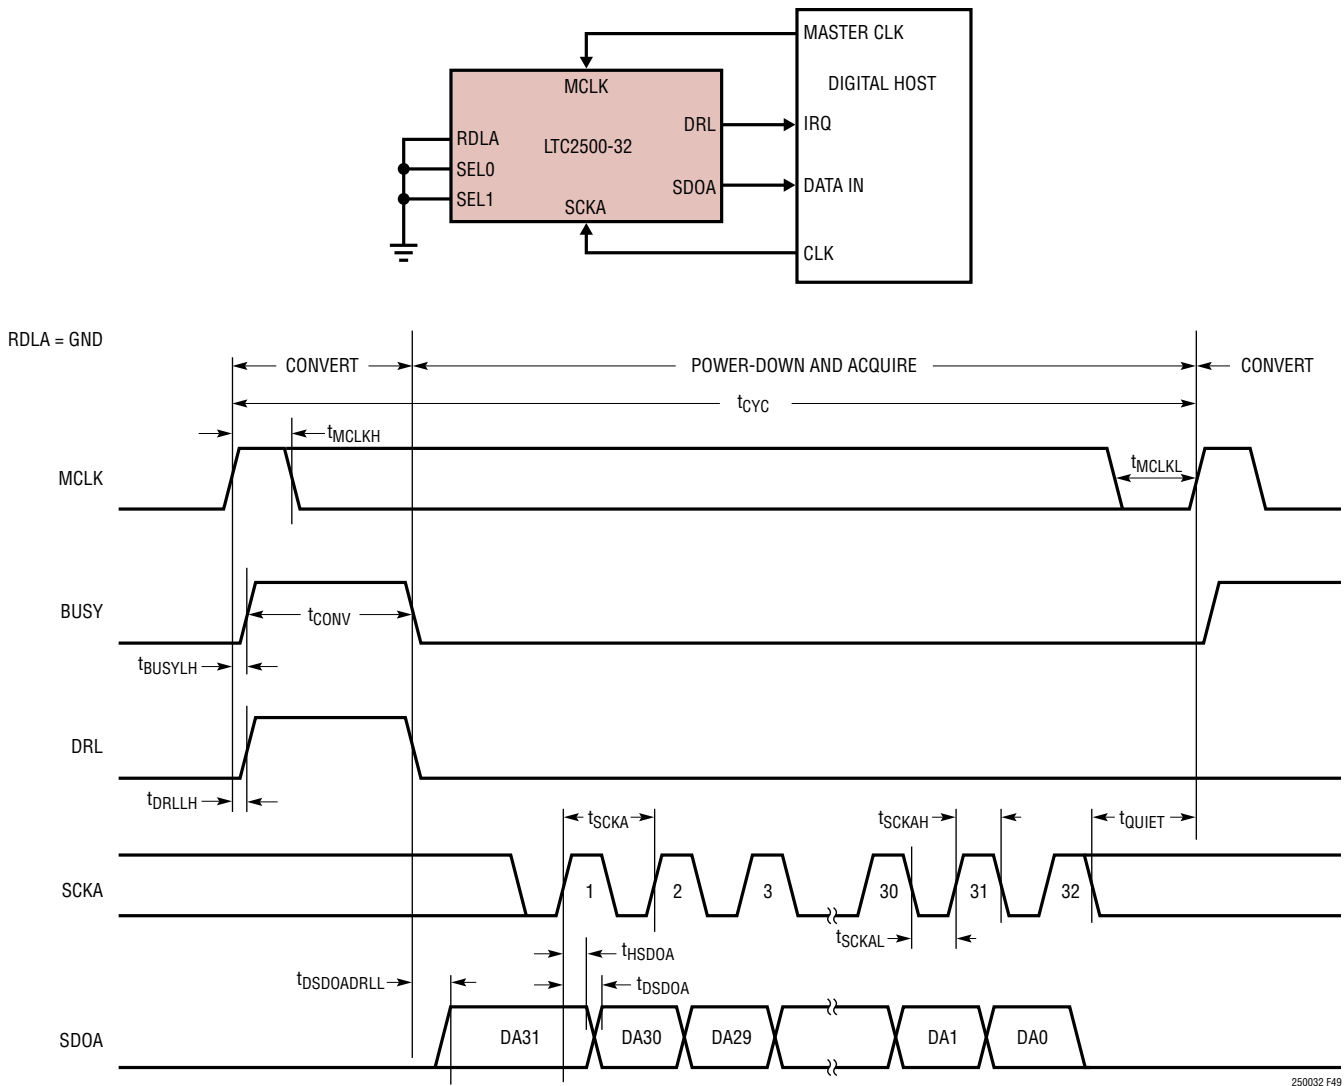 MASTER CLK
MCLK
DIGITAL HOST
DRL
IRQ
RDLA
LTC2500-32
SEL0
SDOA
DATA IN
SEL1
SCKA
CLK
RDLA = GND
CONVERT
POWER-DOWN AND ACQUIRE
CONVERT
tCYC
tMCLKH
tMCLKL
MCLK
BUSY
tCONV
tBUSYLH
DRL
tDRLLH
tSCKA
tSCKAH
tQUIET
SCKA
1 2 3 30 31 32
tSCKAL
tHSDOA
tDSDOADRLL
tDSDOA
SDOA
DA31 DA30 DA29 DA1 DA0
250032 F49